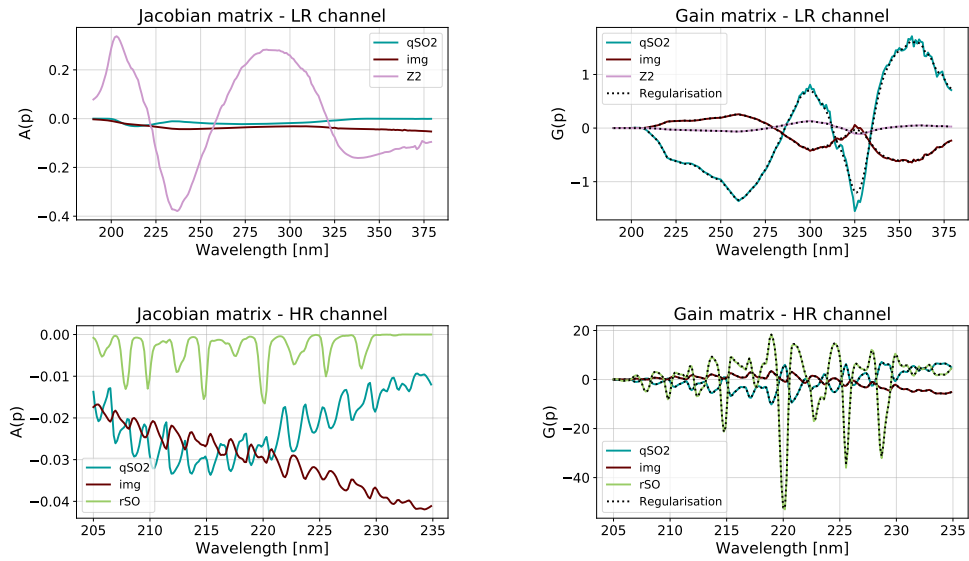 Jacobian matrix - LR channel
A(p)
0.2
0.0
−0.2
−0.4
qSO2
img
Z2
200 225 250 275 300 325 350 375
Wavelength [nm]
Gain matrix - LR channel
G(p)
1
0
−1
qSO2
img
Z2
Regularisation
200 225 250 275 300 325 350 375
Wavelength [nm]
Jacobian matrix - HR channel
A(p)
0.00
−0.01
−0.02
−0.03
−0.04
qSO2
img
rSO
205 210 215 220 225 230 235
Wavelength [nm]
Gain matrix - HR channel
G(p)
20
0
−20
−40
qSO2
img
rSO
Regularisation
205 210 215 220 225 230 235
Wavelength [nm]